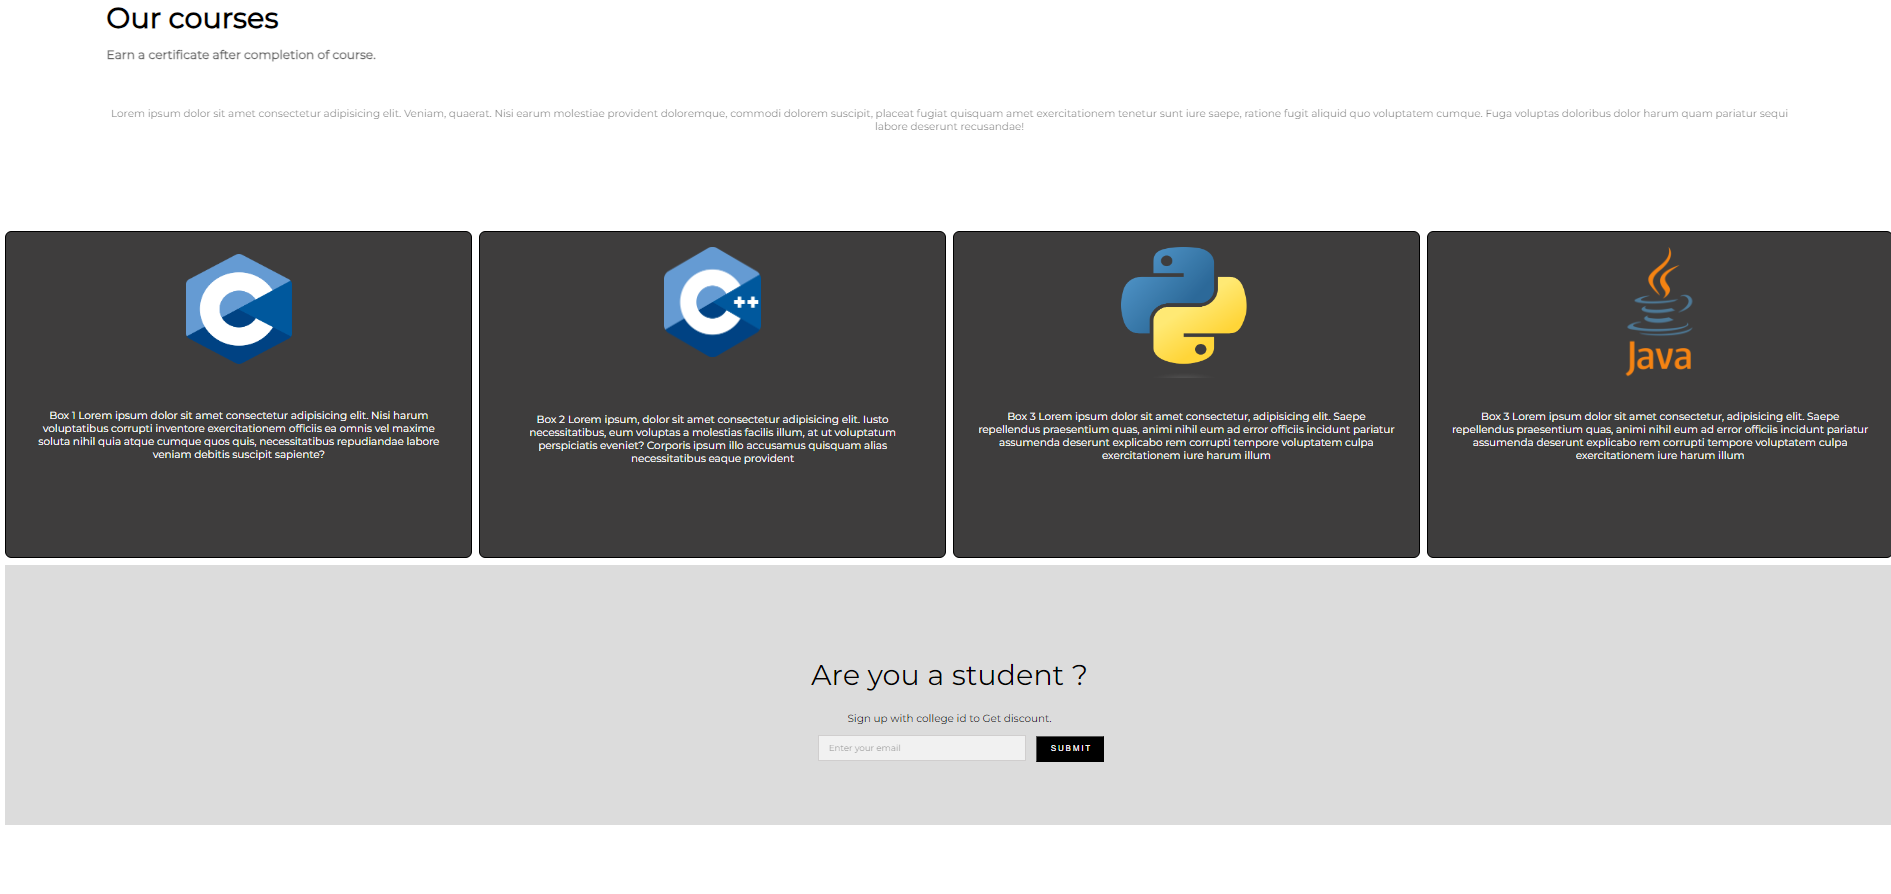 Our courses
Earn a certificate after completion of course.
Lorem ipsum dolor sit amet consectetur adipisicing elit. Veniam, quaerat. Nisi earum molestiae provident doloremque, commodi dolorem suscipit, placeat fugiat quisquam amet exercitationem tenetur sunt iure saepe, ratione fugit aliquid quo voluptatem cumque. Fuga voluptas doloribus dolor harum quam pariatur sequi
labore deserunt recusandae!
C
C++
Java
Box 1 Lorem ipsum dolor sit amet consectetur adipisicing elit. Nisi harum
voluptatibus corrupti inventore exercitationem officiis ea omnis vel maxime
soluta nihil quia atque cumque quos quis, necessitatibus repudiandae labore
veniam debitis suscipit sapiente?
Box 2 Lorem ipsum, dolor sit amet consectetur adipisicing elit. Iusto
necessitatibus, eum voluptas a molestias facilis illum, at ut voluptatum
perspiciatis eveniet? Corporis ipsum illo accusamus quisquam alias
necessitatibus eaque provident
Box 3 Lorem ipsum dolor sit amet consectetur, adipisicing elit. Saepe
repellendus praesentium quas, animi nihil eum ad error officiis incidunt pariatur
assumenda deserunt explicabo rem corrupti tempore voluptatem culpa
exercitationem iure harum illum
Box 3 Lorem ipsum dolor sit amet consectetur, adipisicing elit. Saepe
repellendus praesentium quas, animi nihil eum ad error officiis incidunt pariatur
assumenda deserunt explicabo rem corrupti tempore voluptatem culpa
exercitationem iure harum illum
Are you a student ?
Sign up with college id to Get discount.
Enter your email
SUBMIT